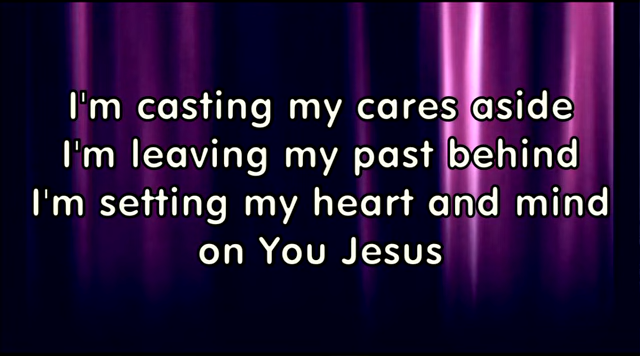 I'm casting my cares aside
I'm leaving my past behind
I'm setting my heart and mind
on You Jesus